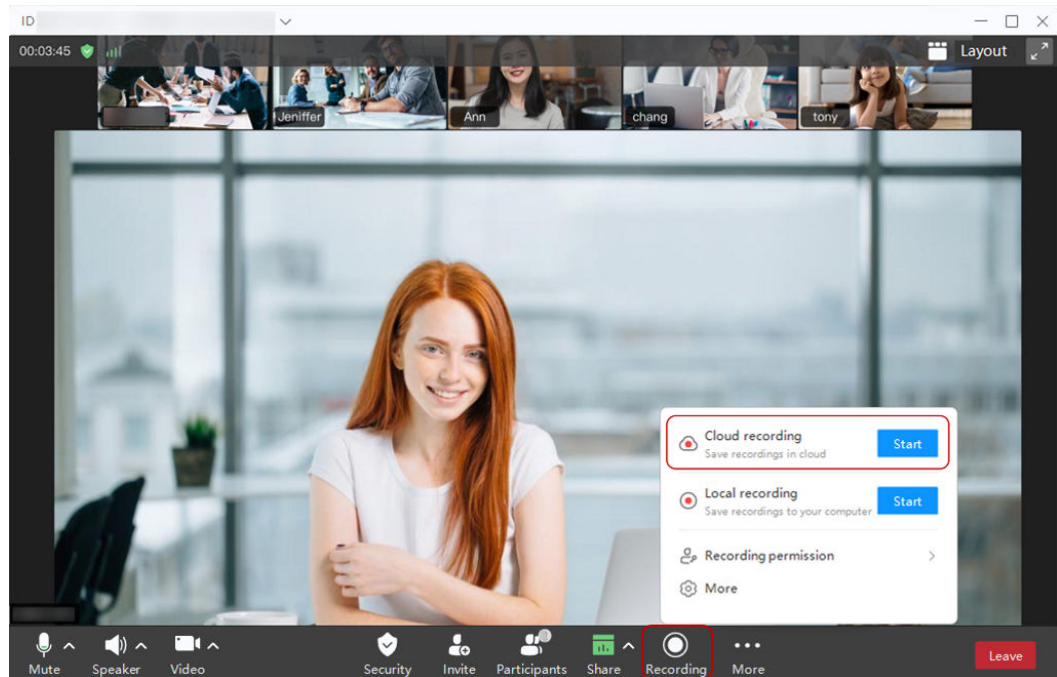 ID
00:03:45
Layout
Jeniffer
Ann
chang
tony
Cloud recording
Save recordings in cloud
Start
Local recording
Save recordings to your computer
Start
Recording permission
More
Mute
Speaker
Video
Security
Invite
Participants
Share
Recording
More
Leave